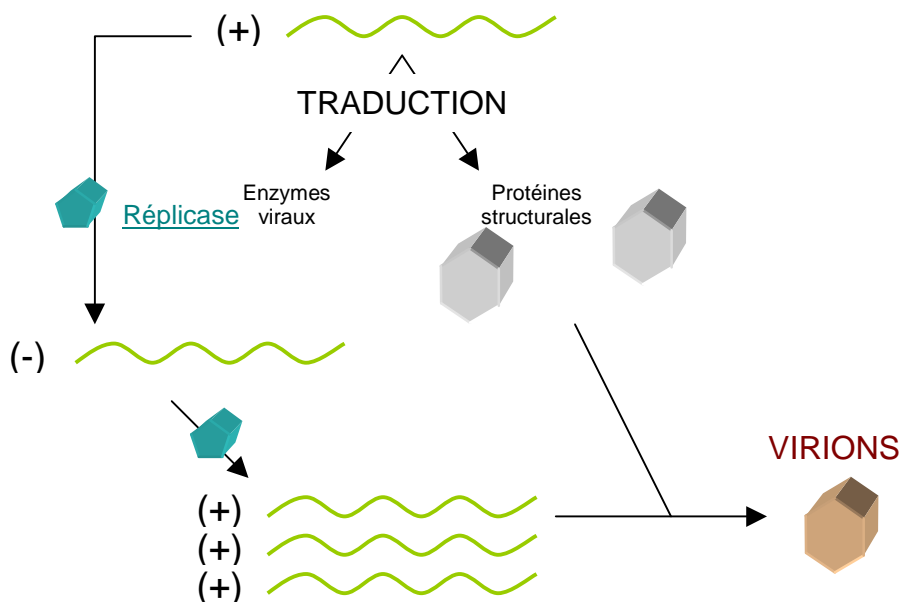 (+)
TRADUCTION
Enzymes
viraux
Protéines
structurales
Réplicase
(-)
VIRIONS
(+)
(+)
(+)